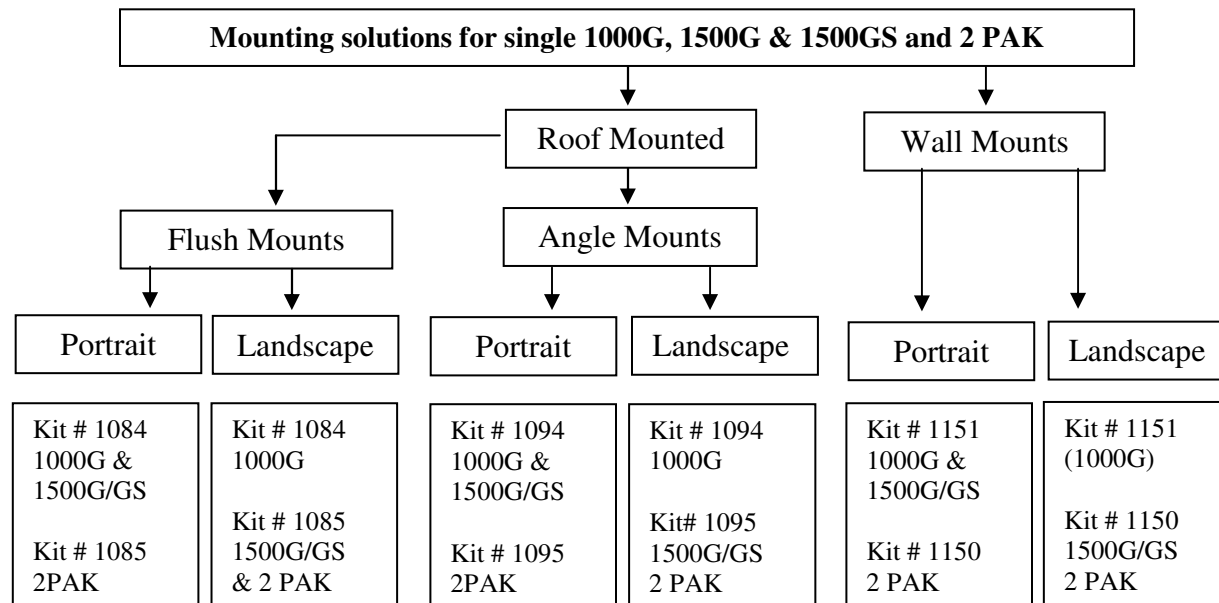 Mounting solutions for single 1000G, 1500G & 1500GS and 2 PAK
Roof Mounted
Wall Mounts
Flush Mounts
Angle Mounts
Portrait
Landscape
Portrait
Landscape
Portrait
Landscape
Kit # 1084
1000G &
1500G/GS
Kit # 1085
2PAK
Kit # 1084
1000G
Kit # 1085
1500G/GS
& 2 PAK
Kit # 1094
1000G &
1500G/GS
Kit # 1095
2PAK
Kit # 1094
1000G
Kit# 1095
1500G/GS
2 PAK
Kit # 1151
1000G &
1500G/GS
Kit # 1150
2 PAK
Kit # 1151
(1000G)
Kit # 1150
1500G/GS
2 PAK